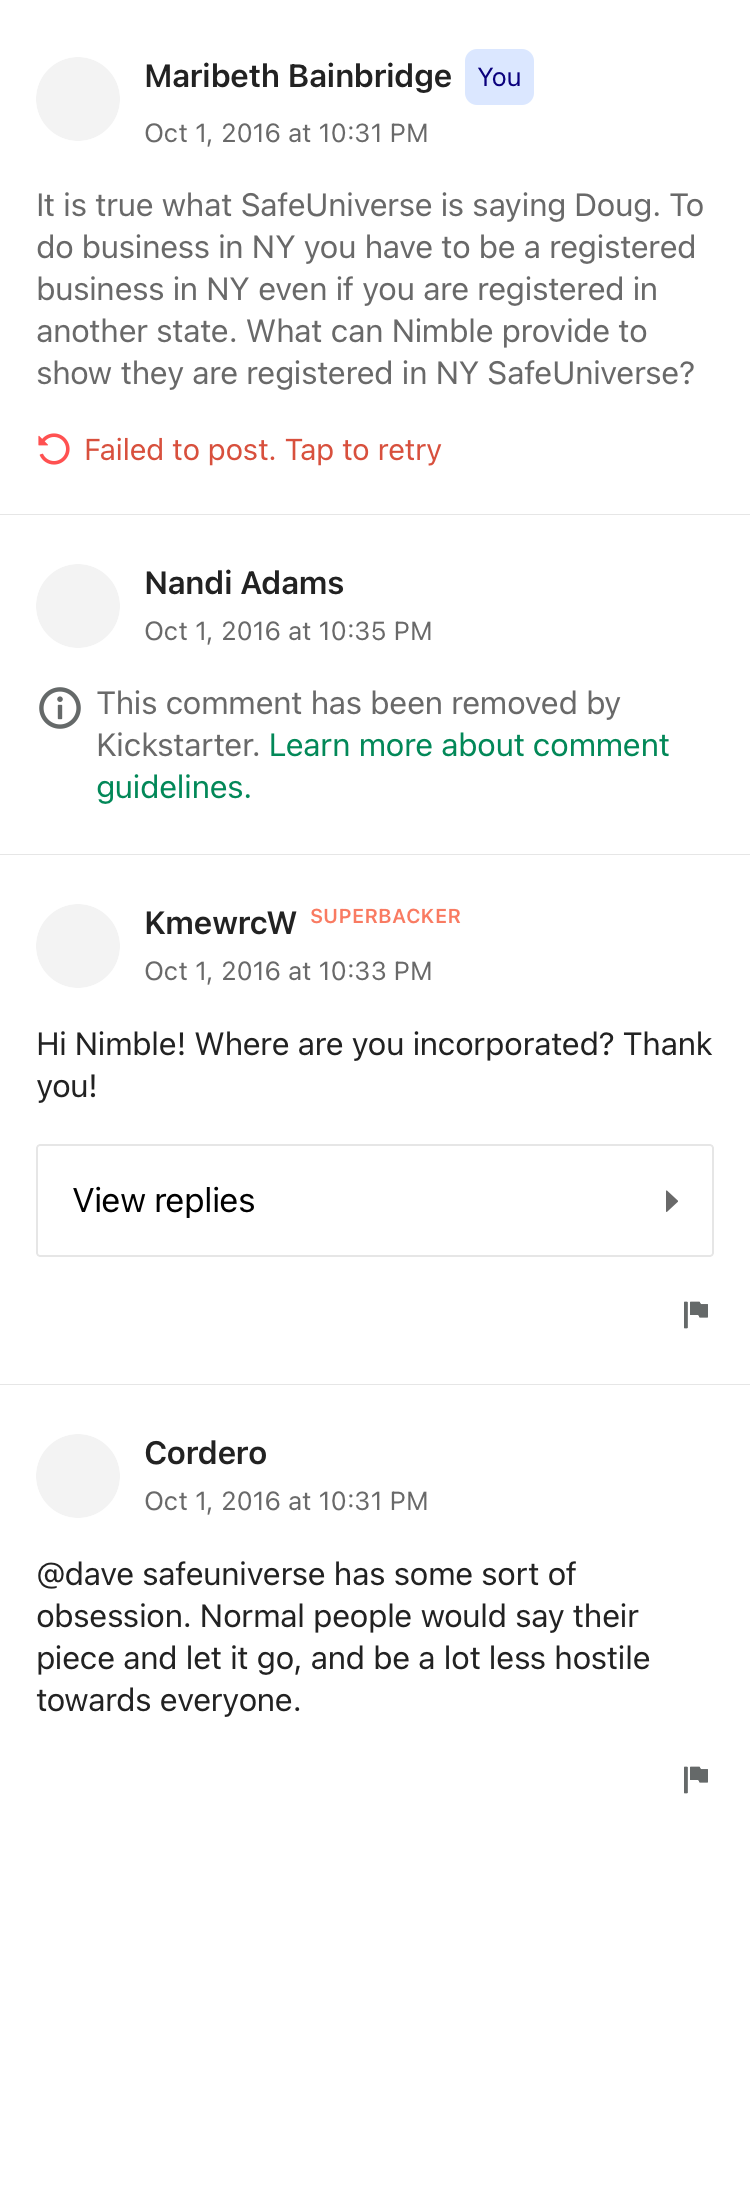 Maribeth Bainbridge You
Oct 1, 2016 at 10:31 PM
It is true what SafeUniverse is saying Doug. To
do business in NY you have to be a registered
business in NY even if you are registered in
another state. What can Nimble provide to
show they are registered in NY SafeUniverse?
Failed to post. Tap to retry
Nandi Adams
Oct 1, 2016 at 10:35 PM
This comment has been removed by
Kickstarter. Learn more about comment
guidelines.
KmewrcW SUPERBACKER
Oct 1, 2016 at 10:33 PM
Hi Nimble! Where are you incorporated? Thank
you!
View replies
Cordero
Oct 1, 2016 at 10:31 PM
@dave safeuniverse has some sort of
obsession. Normal people would say their
piece and let it go, and be a lot less hostile
towards everyone.